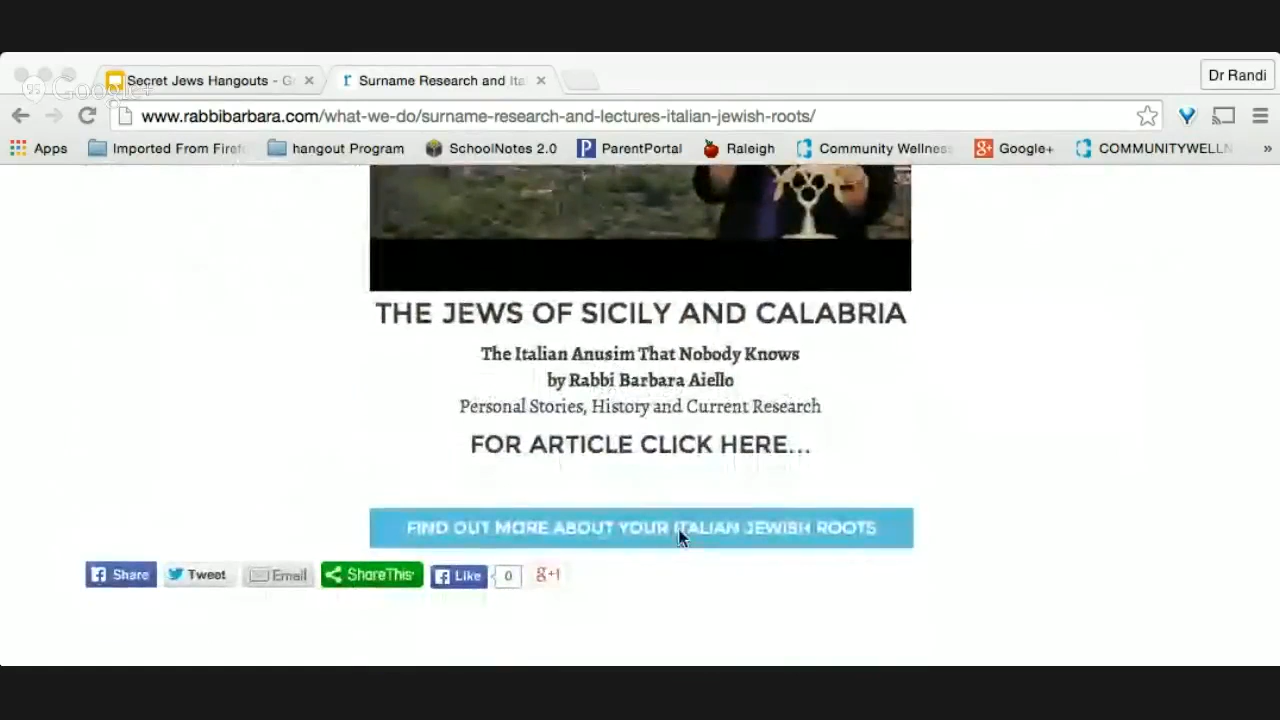 Secret Jews Hangouts - G
Surname Research and Ita
Dr Randi
Google+
www.rabbibarbara.com/what-we-do/surname-research-and-lectures-italian-jewish-roots/
Apps
Imported From Firef
hangout Program
SchoolNotes 2.0
ParentPortal
Raleigh
Community Wellness
Google+
COMMUNITYWELLN
»
THE JEWS OF SICILY AND CALABRIA
The Italian Anusim That Nobody Knows
by Rabbi Barbara Aiello
Personal Stories, History and Current Research
FOR ARTICLE CLICK HERE...
FIND OUT MORE ABOUT YOUR ITALIAN JEWISH ROOTS
Share
Tweet
Email
ShareThis
Like
0
g+1